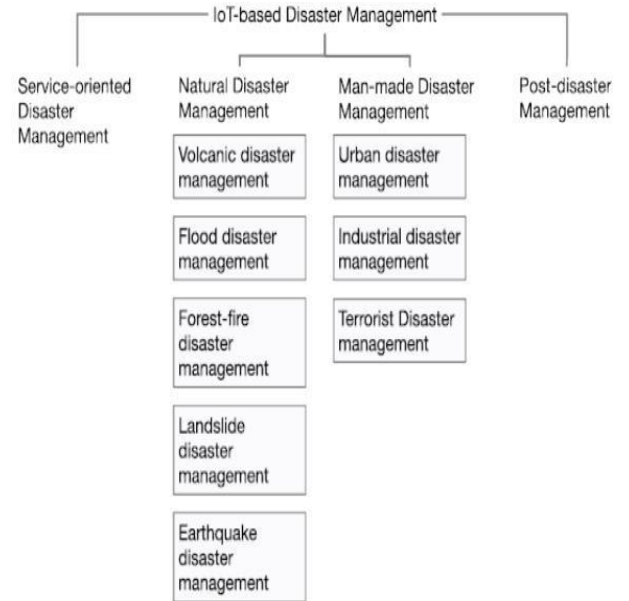 IoT-based Disaster Management
Service-oriented
Disaster
Management
Natural Disaster
Management
Volcanic disaster
management
Flood disaster
management
Forest-fire
disaster
management
Landslide
disaster
management
Earthquake
disaster
management
Man-made Disaster
Management
Urban disaster
management
Industrial disaster
management
Terrorist Disaster
management
Post-disaster
Management